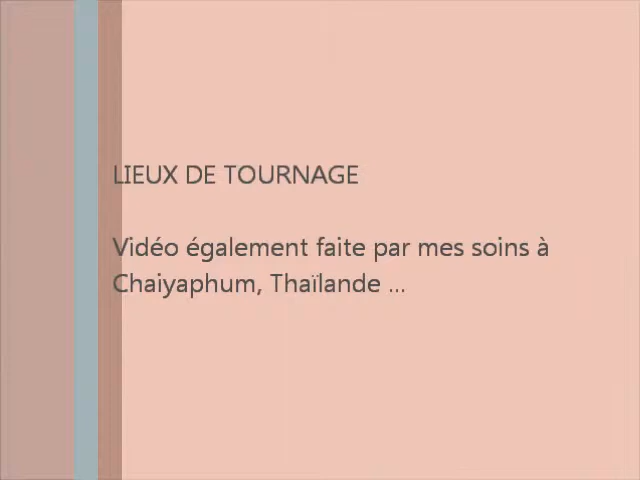 LIEUX DE TOURNAGE
Vidéo également faite par mes soins à
Chaiyaphum, Thaïlande ...